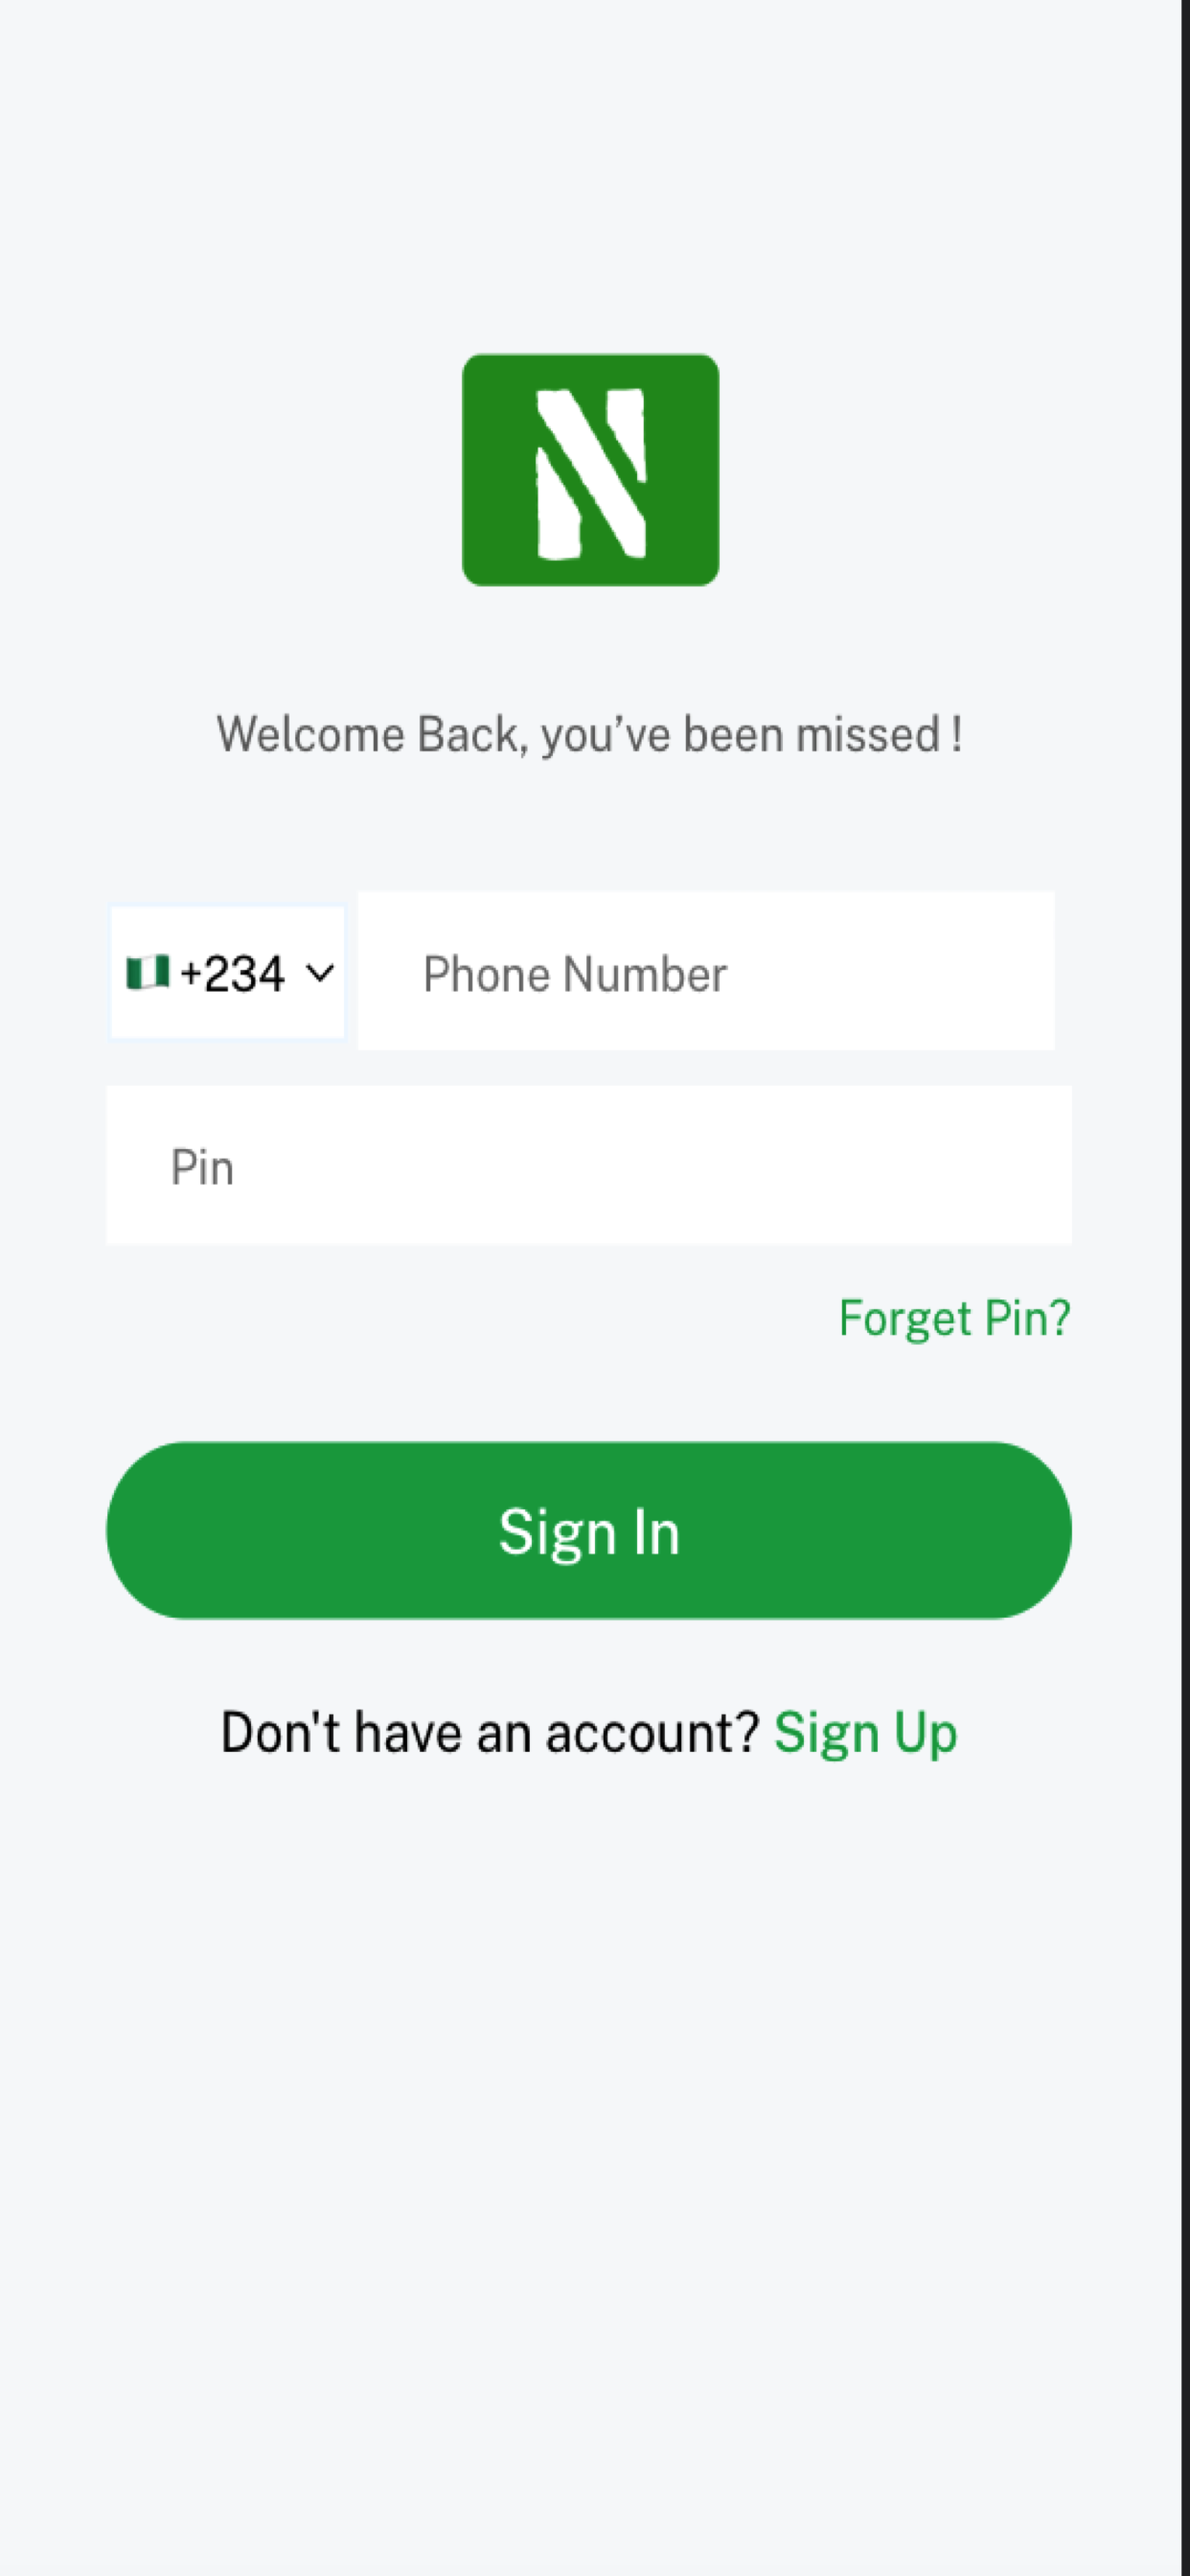 N
Welcome Back, you’ve been missed !
+234 Phone Number
Pin
Forget Pin?
Sign In
Don't have an account? Sign Up